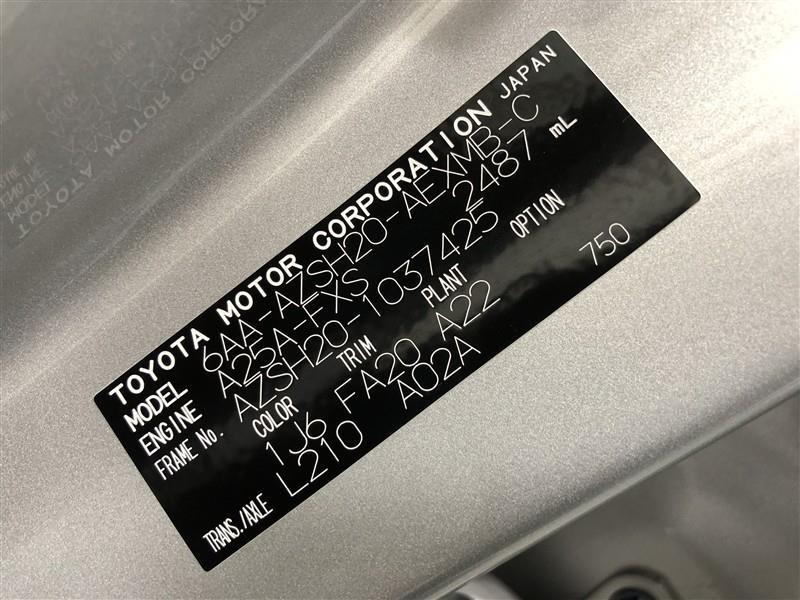 TOYOTA MOTOR CORPORATION JAPAN
MODEL 6AA-AZSH20-AEXMB-C
ENGINE A25A-FXS 2487 mL
FRAME No. AZSH20-1037425
COLOR TRIM PLANT OPTION
1J6 FA20 A22 750
TRANS./AXLE L210 A02A